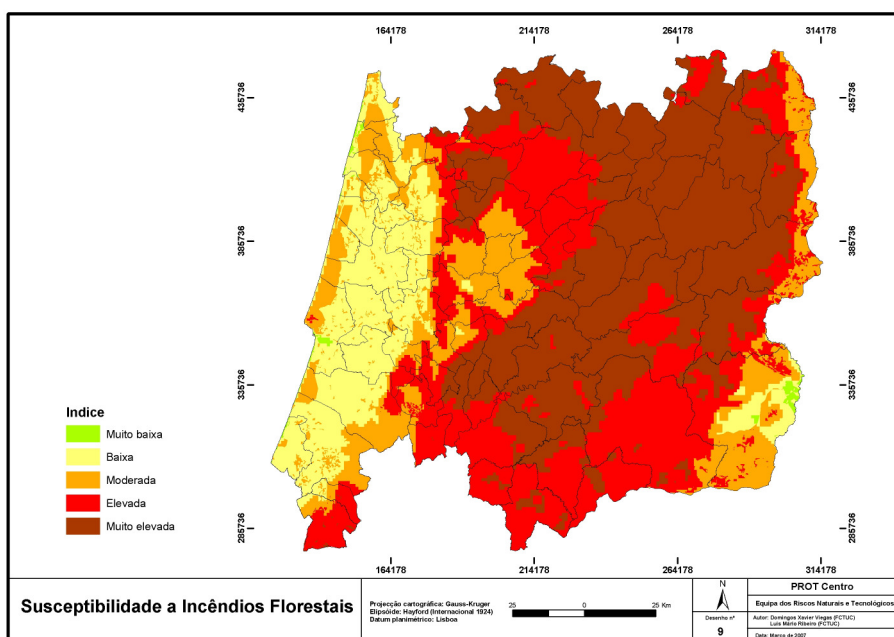 164178 214178 264178 314178
435736 435736
385736 385736
335736 335736
285736 285736
Indice
Muito baixa
Baixa
Moderada
Elevada
Muito elevada
164178 214178 264178 314178
Susceptibilidade a Incêndios Florestais
Projecção cartográfica: Gauss-Kruger
Elipsóide: Hayford (Internacional 1924)
Datum planimétrico: Lisboa
25 0 25 Km
N
Desenho nº
9
PROT Centro
Equipa dos Riscos Naturais e Tecnológicos
Autor: Domingos Xavier Viegas (FCTUC)
Luis Mário Ribeiro (FCTUC)
Data: Março de 2007